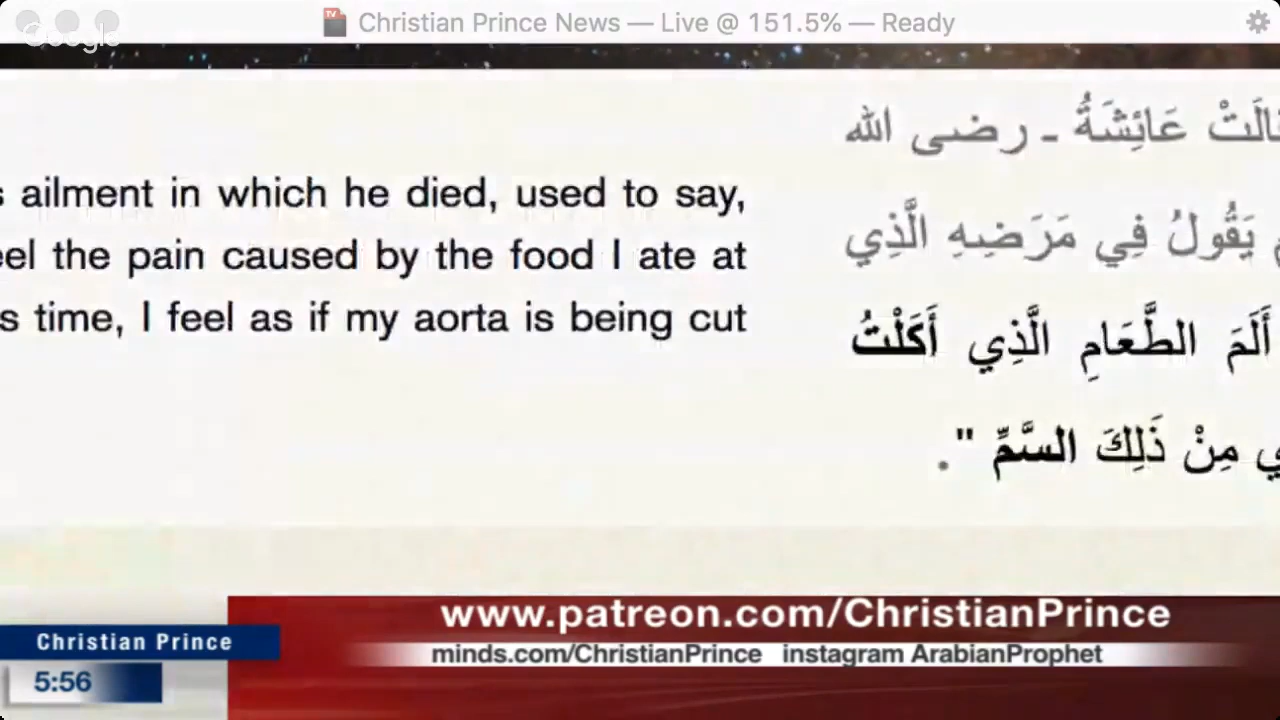 Christian Prince News — Live @ 151.5% — Ready
Google
قَالَتْ عَائِشَةُ ـ رضى الله
s ailment in which he died, used to say,
يَقُولُ فِي مَرَضِهِ الَّذِي
eel the pain caused by the food I ate at
s time, I feel as if my aorta is being cut
أَلَمَ الطَّعَامِ الَّذِي أَكَلْتُ
مِنْ ذَلِكَ السَّمِّ ".
www.patreon.com/ChristianPrince
Christian Prince
minds.com/ChristianPrince instagram ArabianProphet
5:56